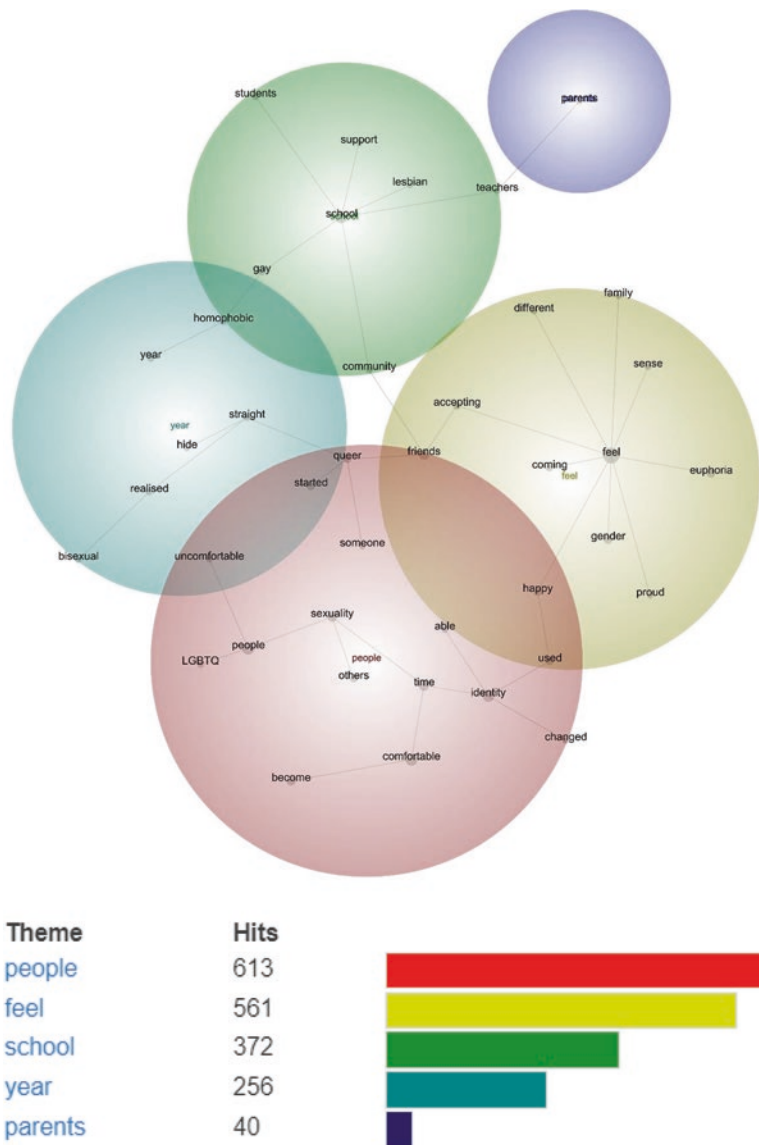 students
parents
support
lesbian
teachers
school
school
gay
family
different
homophobic
year
community
sense
accepting
straight
year
hide
queer
friends
feel
coming
feel
euphoria
realised
started
bisexual
uncomfortable
someone
gender
happy
proud
sexuality
able
people
LGBTQ
people
others
time
used
identity
changed
comfortable
become
Theme Hits
people 613
feel 561
school 372
year 256
parents 40